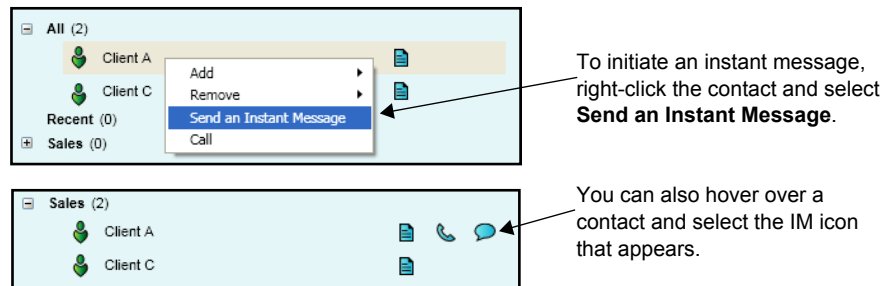 All (2)
Client A
Add
Client C
Remove
Recent (0)
Send an Instant Message
Sales (0)
Call
To initiate an instant message,
right-click the contact and select
Send an Instant Message.
Sales (2)
Client A
Client C
You can also hover over a
contact and select the IM icon
that appears.